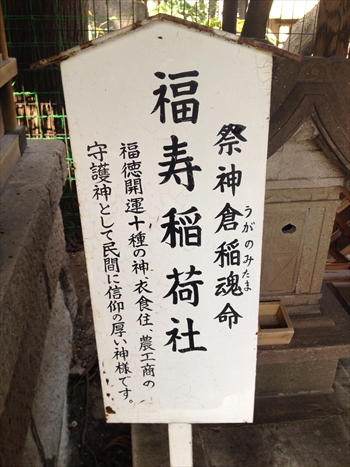 祭神倉稲魂命
うがのみたま
福寿稲荷社
福徳開運十種の神、衣食住、農工商の
守護神として民間に信仰の厚い神様です。